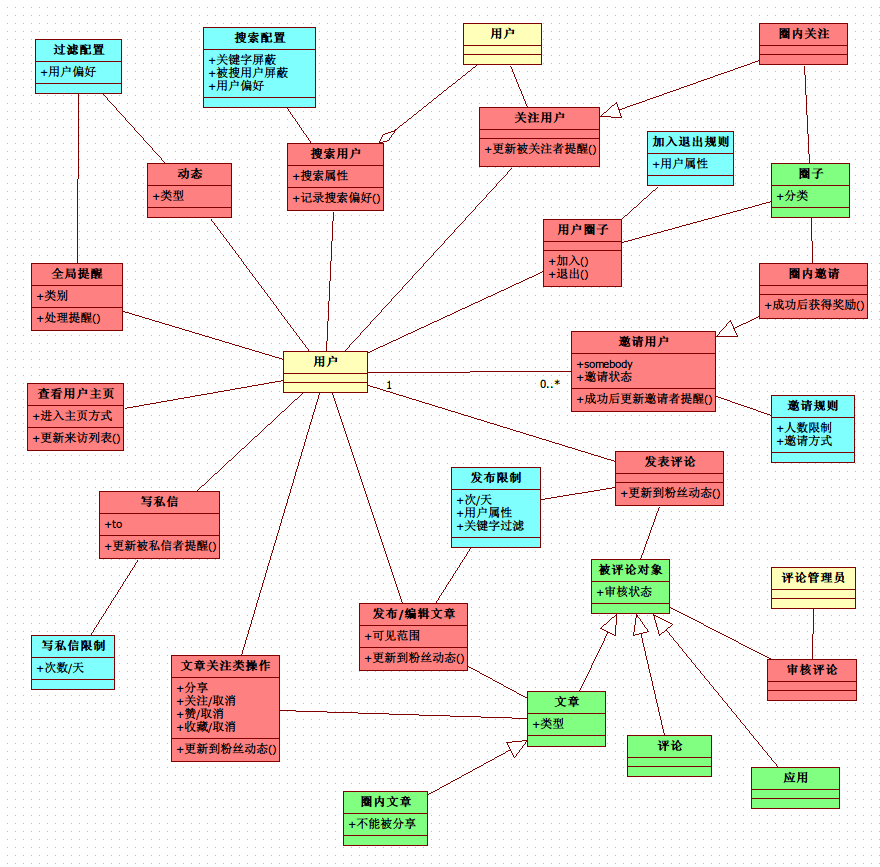 过滤配置
+用户偏好
搜索配置
+关键字屏蔽
+被搜用户屏蔽
+用户偏好
用户
圈内关注
关注用户
+更新被关注者提醒()
加入退出规则
+用户属性
搜索用户
+搜索属性
+记录搜索偏好()
动态
+类型
圈子
+分类
用户圈子
+加入()
+退出()
全局提醒
+类别
+处理提醒()
圈内邀请
+成功后获得奖励()
用户
1
0..*
邀请用户
+somebody
+邀请状态
+成功后更新邀请者提醒()
查看用户主页
+进入主页方式
+更新来访列表()
邀请规则
+人数限制
+邀请方式
发表评论
+更新到粉丝动态()
发布限制
+次/天
+用户属性
+关键字过滤
写私信
+to
+更新被私信者提醒()
被评论对象
+审核状态
评论管理员
发布/编辑文章
+可见范围
+更新到粉丝动态()
写私信限制
+次数/天
文章关注类操作
+分享
+关注/取消
+赞/取消
+收藏/取消
+更新到粉丝动态()
审核评论
文章
+类型
评论
应用
圈内文章
+不能被分享